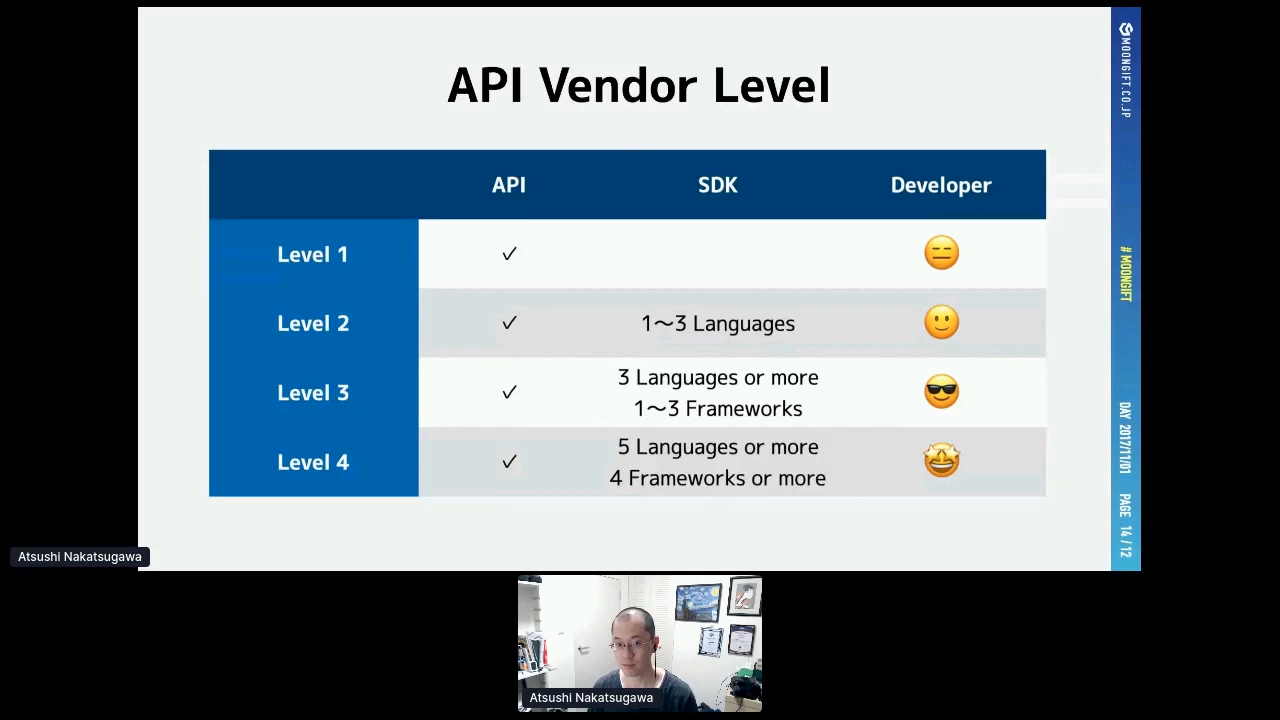 API Vendor Level
API SDK Developer
Level 1 ✓
Level 2 ✓ 1〜3 Languages
Level 3 ✓ 3 Languages or more
1〜3 Frameworks
Level 4 ✓ 5 Languages or more
4 Frameworks or more
MOONGIFT.CO.JP
# MOONGIFT
DAY 2017/11/01 PAGE 14 / 12
Atsushi Nakatsugawa
Atsushi Nakatsugawa